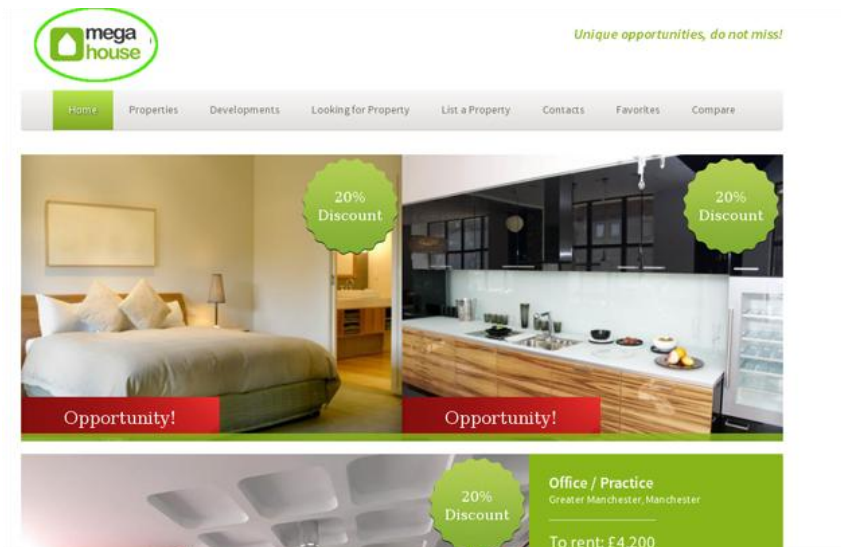 mega
house
Unique opportunities, do not miss!
Home Properties Developments Looking for Property List a Property Contacts Favorites Compare
20%
Discount
20%
Discount
Opportunity!
Opportunity!
20%
Discount
Office / Practice
Greater Manchester, Manchester
To rent: £4,200